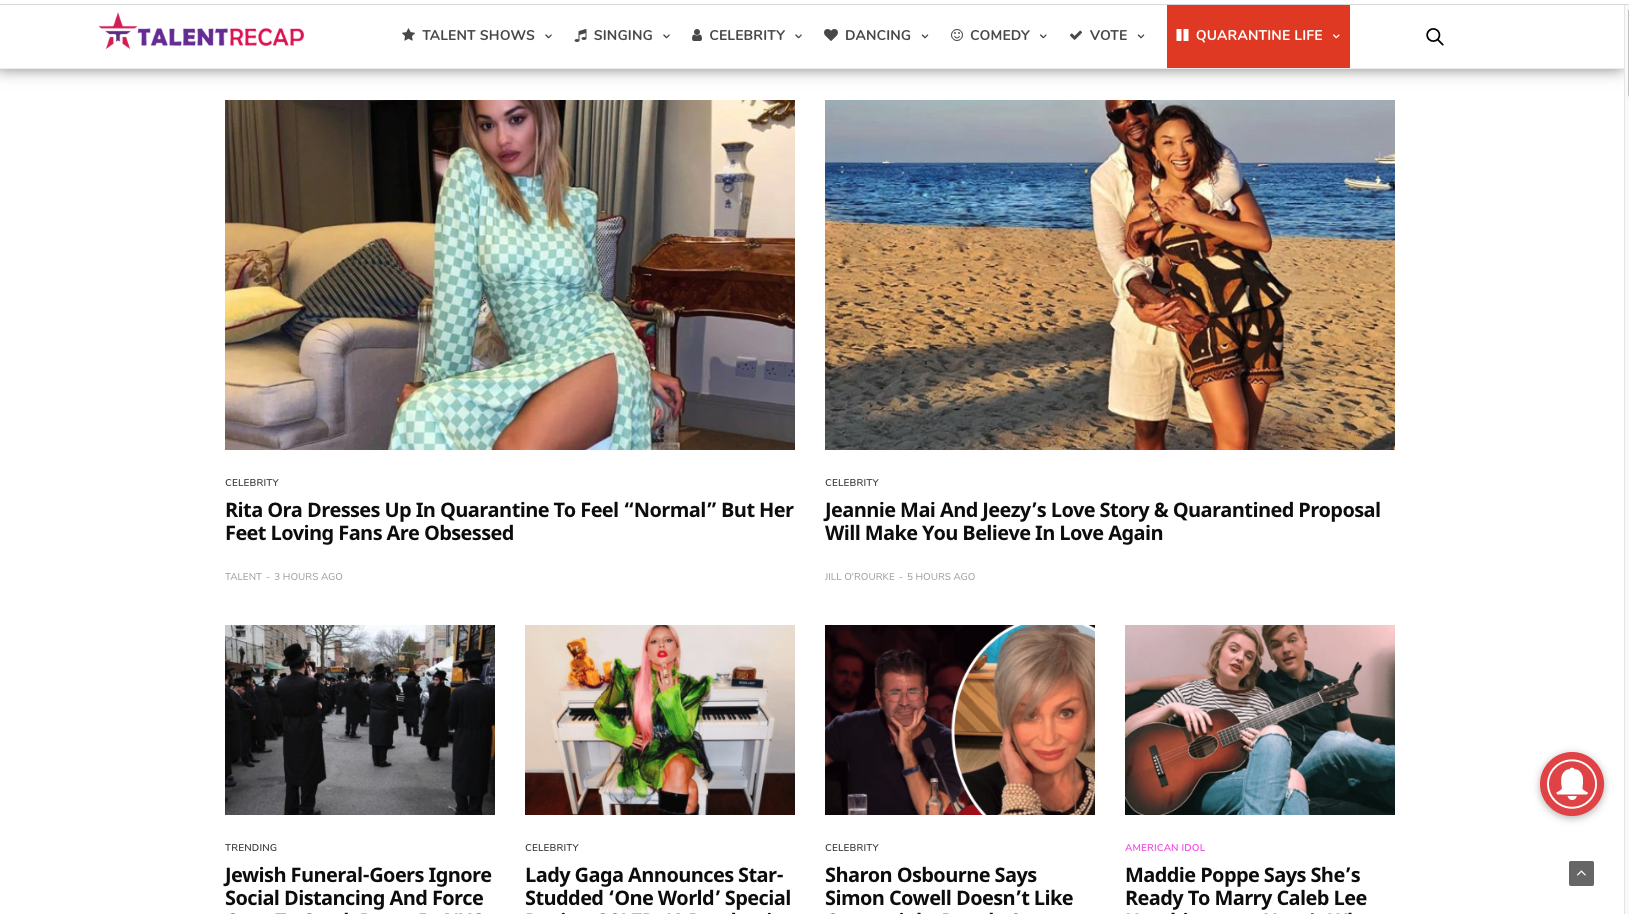 TALENTRECAP
TALENT SHOWS
SINGING
CELEBRITY
DANCING
COMEDY
VOTE
QUARANTINE LIFE
CELEBRITY
Rita Ora Dresses Up In Quarantine To Feel “Normal” But Her
Feet Loving Fans Are Obsessed
TALENT - 3 HOURS AGO
CELEBRITY
Jeannie Mai And Jeezy’s Love Story & Quarantined Proposal
Will Make You Believe In Love Again
JILL O'ROURKE - 5 HOURS AGO
TRENDING
Jewish Funeral-Goers Ignore
Social Distancing And Force
CELEBRITY
Lady Gaga Announces Star-
Studded ‘One World’ Special
CELEBRITY
Sharon Osbourne Says
Simon Cowell Doesn’t Like
AMERICAN IDOL
Maddie Poppe Says She’s
Ready To Marry Caleb Lee